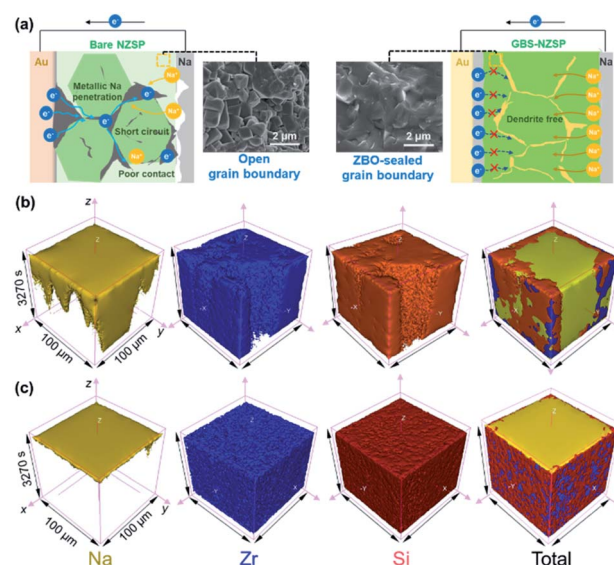 (a)
e⁻
e⁻
Bare NZSP
GBS-NZSP
Au
Na
Au
Na
Metallic Na
penetration
Na⁺
e⁻
e⁻
e⁻
e⁻
e⁻
Na⁺
Short circuit
Na⁺
e⁻
Poor contact
2 μm
2 μm
Open
grain boundary
ZBO-sealed
grain boundary
e⁻
e⁻
e⁻
e⁻
e⁻
e⁻
Dendrite free
Na⁺
Na⁺
Na⁺
Na⁺
Na⁺
Na⁺
(b)
z
z
z
z
z
3270 s
x
y
100 μm
100 μm
-X
-Y
-X
-Y
(c)
z
z
z
z
3270 s
x
y
100 μm
100 μm
-Y
X
-Y
X
-Y
X
Na
Zr
Si
Total